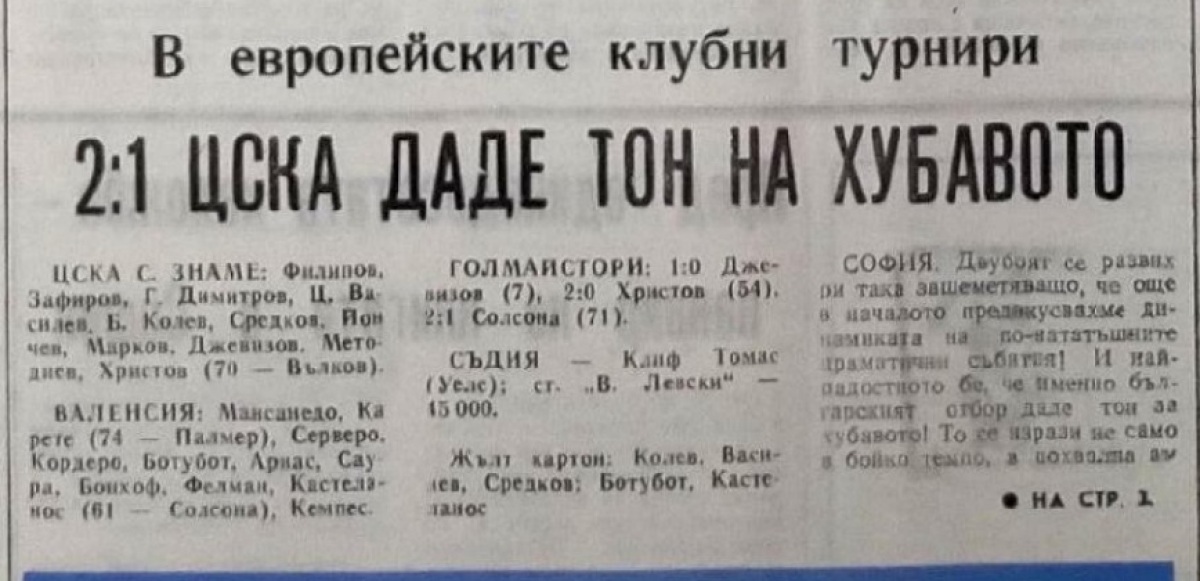 В европейските клубни турнири
2:1 ЦСКА ДАДЕ ТОН НА ХУБАВОТО
ЦСКА С. ЗНАМЕ: Филипов,
Зафиров, Г. Димитров, Ц. Ва-
силев, Б. Колев, Средков, Йон
чев, Марков, Джевизов, Мето-
диев, Христов (70 — Вълков).
ВАЛЕНСИЯ: Мансанедо, Ка
рете (74 — Палмер), Серверо,
Кордеро, Ботубот, Ариас, Сау-
ра, Бонхоф, Фелман, Кастела-
нос (61 — Солсона), Кемпес.
ГОЛМАЙСТОРИ: 1:0 Дже-
визов (7), 2:0 Христов (54),
2:1 Солсона (71).
СЪДИЯ — Клиф Томас
(Уелс); ст. „В. Левски“ —
45 000.
Жълт картон: Колев, Васи-
лев, Средков; Ботубот, Касте-
ланос
СОФИЯ. Двубоят се разви
ри така зашеметяващо, че още
в началото предвкусвахме ди-
намиката на по-нататъшните
драматични събития! И най-
радостното бе, че именно бъл-
гарският отбор даде тон за
хубавото! То се изрази не само
в бойко темпо, а
● НА СТР. 2